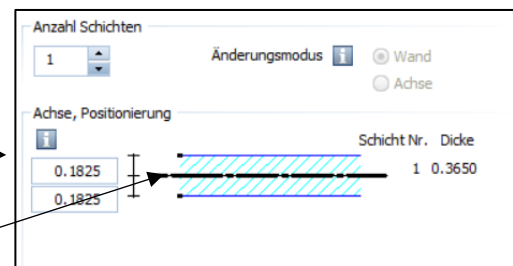 Anzahl Schichten
1 Änderungsmodus i Wand
Achse
Achse, Positionierung
i
Schicht Nr. Dicke
0.1825 1 0.3650
0.1825